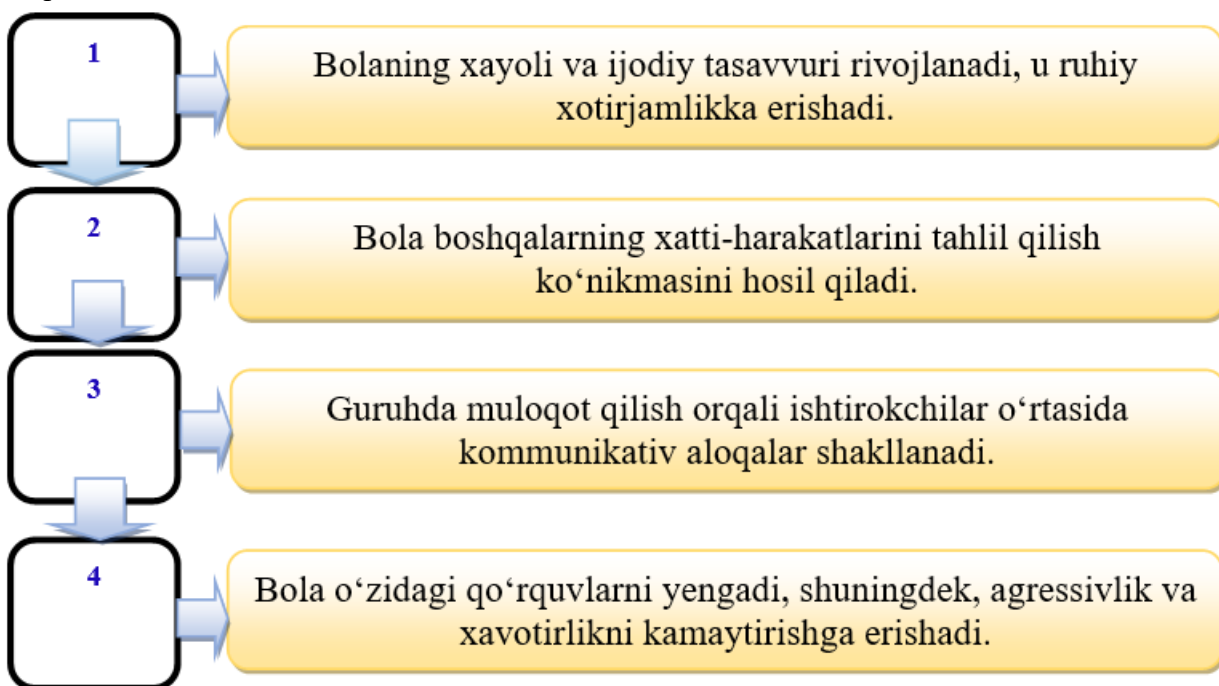 1
Bolaning xayoli va ijodiy tasavvuri rivojlanadi, u ruhiy
xotirjamlikka erishadi.
2
Bola boshqalarning xatti-harakatlarini tahlil qilish
ko‘nikmasini hosil qiladi.
3
Guruhda muloqot qilish orqali ishtirokchilar o‘rtasida
kommunikativ aloqalar shakllanadi.
4
Bola o‘zidagi qo‘rquvlarni yengadi, shuningdek, agressivlik va
xavotirlikni kamaytirishga erishadi.